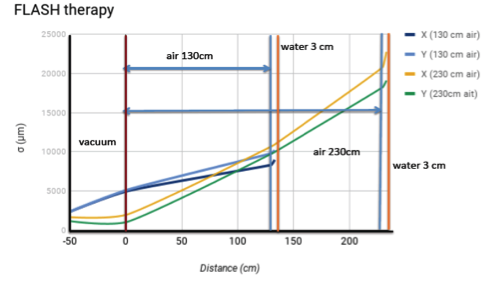 FLASH therapy
25000
20000
15000
10000
5000
0
σ (μm)
-50
0
50
100
150
200
Distance (cm)
vacuum
air 130cm
water 3 cm
air 230cm
water 3 cm
X (130 cm air)
Y (130 cm air)
X (230 cm air)
Y (230cm ait)